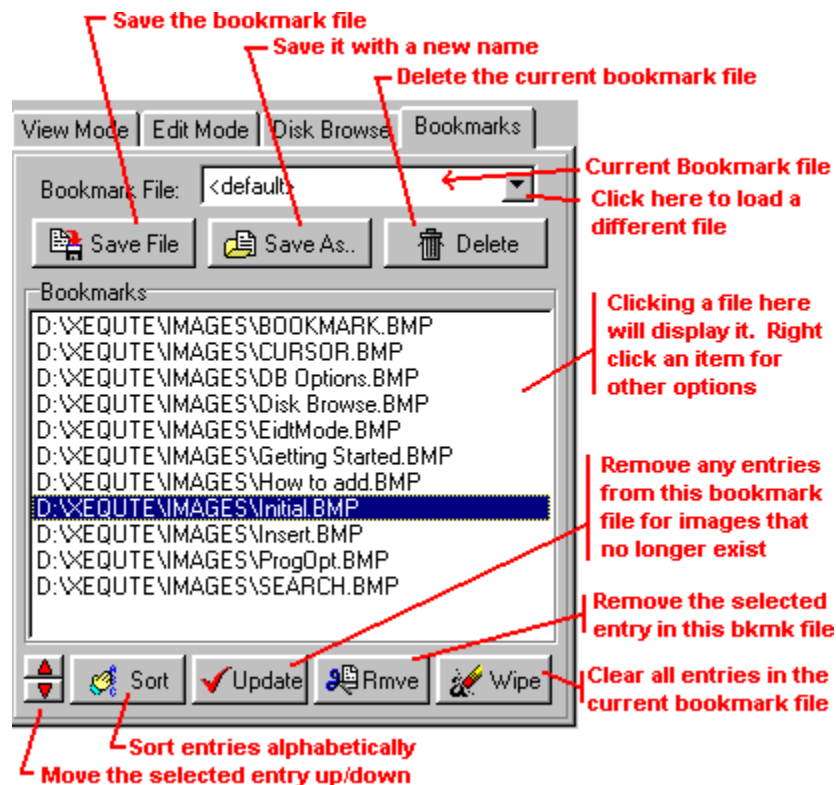 Save the bookmark file
Save it with a new name
Delete the current bookmark file
View Mode
Edit Mode
Disk Browse
Bookmarks
Bookmark File:
<default>
Current Bookmark file
Click here to load a
different file
Save File
Save As..
Delete
Bookmarks
D:\XEQUTE\IMAGES\BOOKMARK.BMP
D:\XEQUTE\IMAGES\CURSOR.BMP
D:\XEQUTE\IMAGES\DB Options.BMP
D:\XEQUTE\IMAGES\Disk Browse.BMP
D:\XEQUTE\IMAGES\EidtMode.BMP
D:\XEQUTE\IMAGES\Getting Started.BMP
D:\XEQUTE\IMAGES\How to add.BMP
D:\XEQUTE\IMAGES\Initial.BMP
D:\XEQUTE\IMAGES\Insert.BMP
D:\XEQUTE\IMAGES\ProgOpt.BMP
D:\XEQUTE\IMAGES\SEARCH.BMP
Clicking a file here
will display it. Right
click an item for
other options
Remove any entries
from this bookmark
file for images that
no longer exist
Remove the selected
entry in this bkmk file
Sort
Update
Rmve
Wipe
Clear all entries in the
current bookmark file
Sort entries alphabetically
Move the selected entry up/down